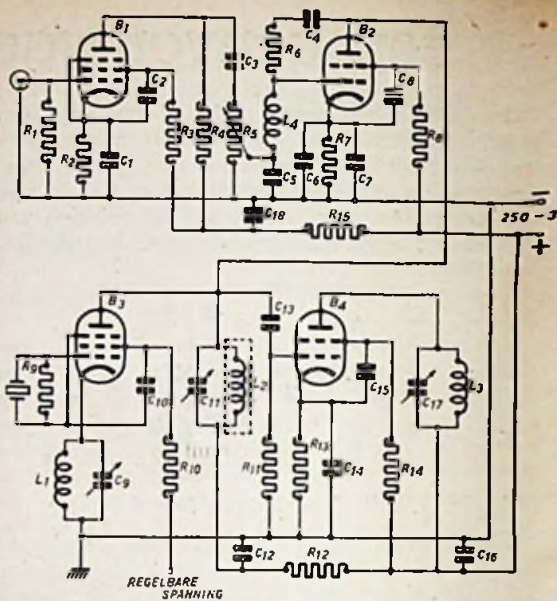 B1 C4 B2
C3 R6
C2 C8
R1 R3 R4 R5 L4
R2 C1 R7 R8
C5 C6 C7
C18 R15 250-
+
B3 B4
C13
R9 C15
C10 C11 L2 C17 L3
L1 C9 R10 R11 R13 C14 R14
C12 R12 C16
REGELBARE
SPANNING